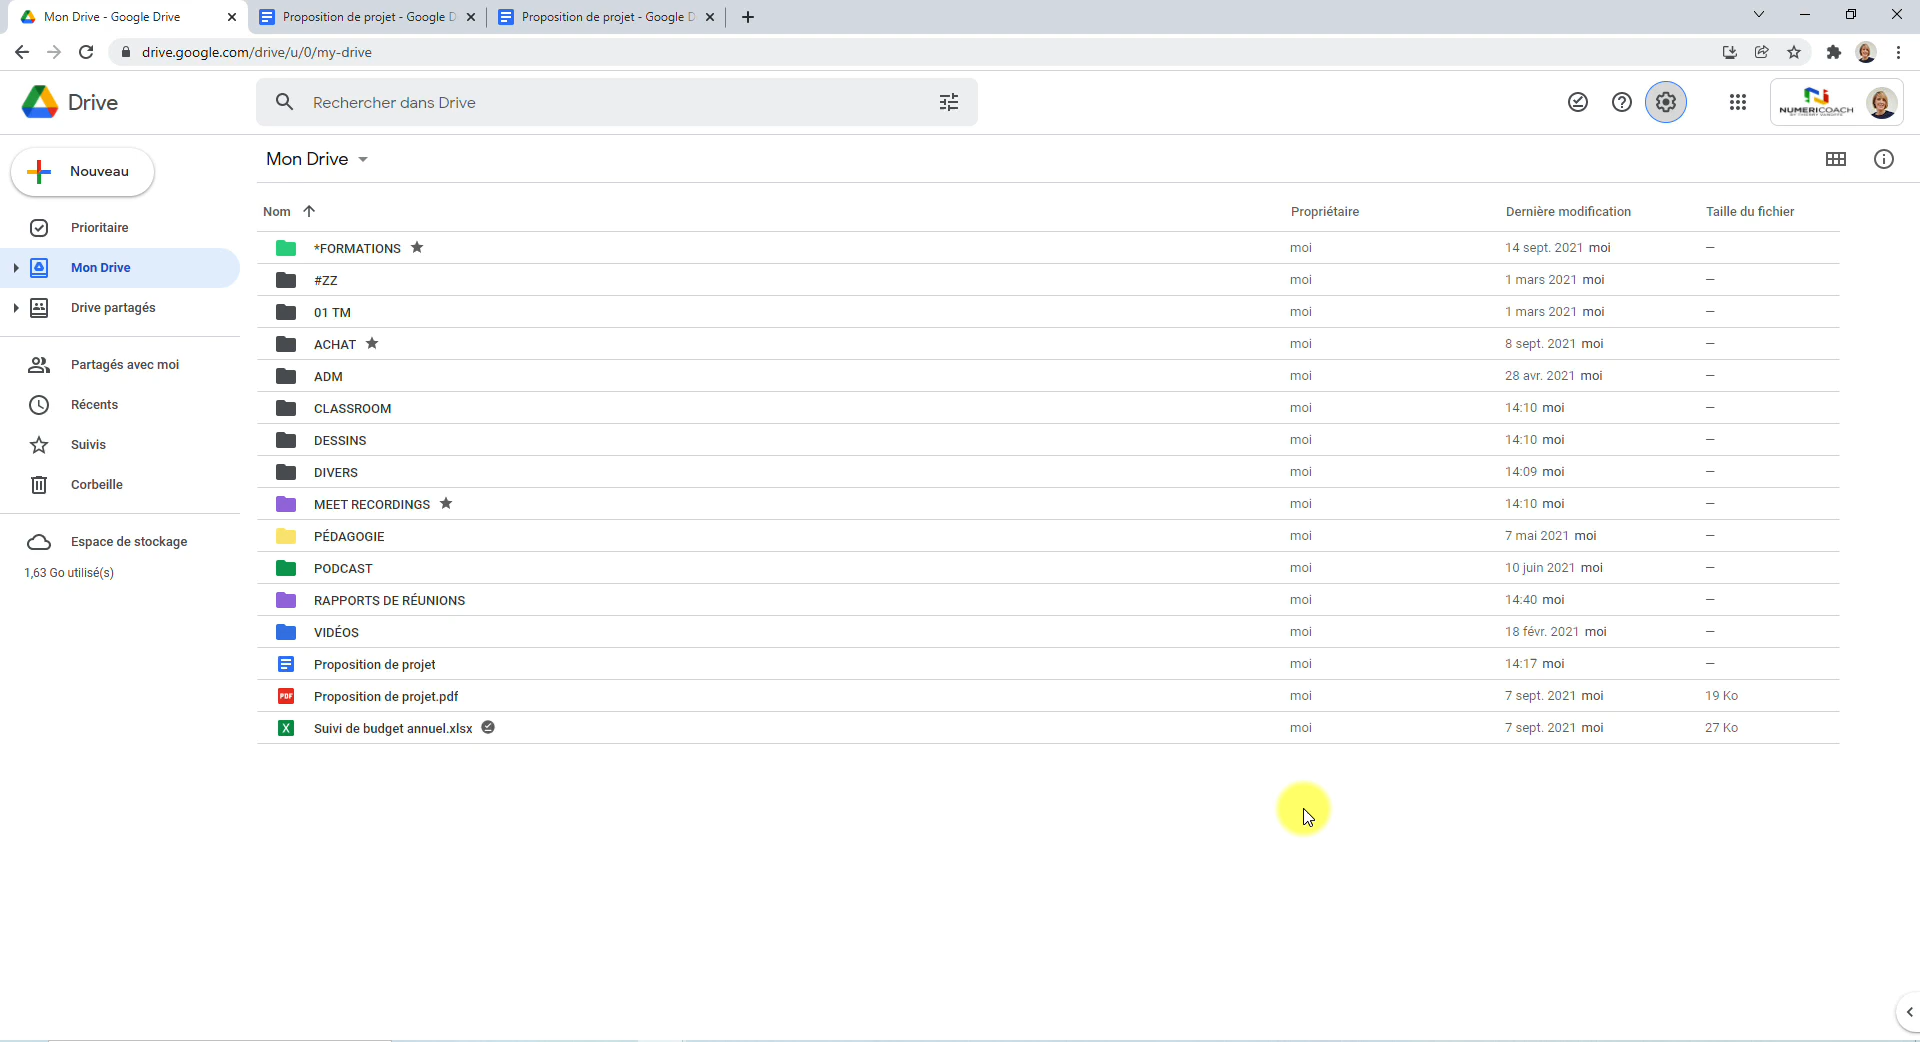 Mon Drive - Google Drive
Proposition de projet - Google D
Proposition de projet - Google D
drive.google.com/drive/u/0/my-drive
Drive
Rechercher dans Drive
NUMERICOACH
Nouveau
Mon Drive
Nom Propriétaire Dernière modification Taille du fichier
Prioritaire
Mon Drive
Drive partagés
Partagés avec moi
Récents
Suivis
Corbeille
Espace de stockage
1,63 Go utilisé(s)
*FORMATIONS moi 14 sept. 2021 moi –
#ZZ moi 1 mars 2021 moi –
01 TM moi 1 mars 2021 moi –
ACHAT moi 8 sept. 2021 moi –
ADM moi 28 avr. 2021 moi –
CLASSROOM moi 14:10 moi –
DESSINS moi 14:10 moi –
DIVERS moi 14:09 moi –
MEET RECORDINGS moi 14:10 moi –
PÉDAGOGIE moi 7 mai 2021 moi –
PODCAST moi 10 juin 2021 moi –
RAPPORTS DE RÉUNIONS moi 14:40 moi –
VIDÉOS moi 18 févr. 2021 moi –
Proposition de projet moi 14:17 moi –
PDF Proposition de projet.pdf moi 7 sept. 2021 moi 19 Ko
X Suivi de budget annuel.xlsx moi 7 sept. 2021 moi 27 Ko